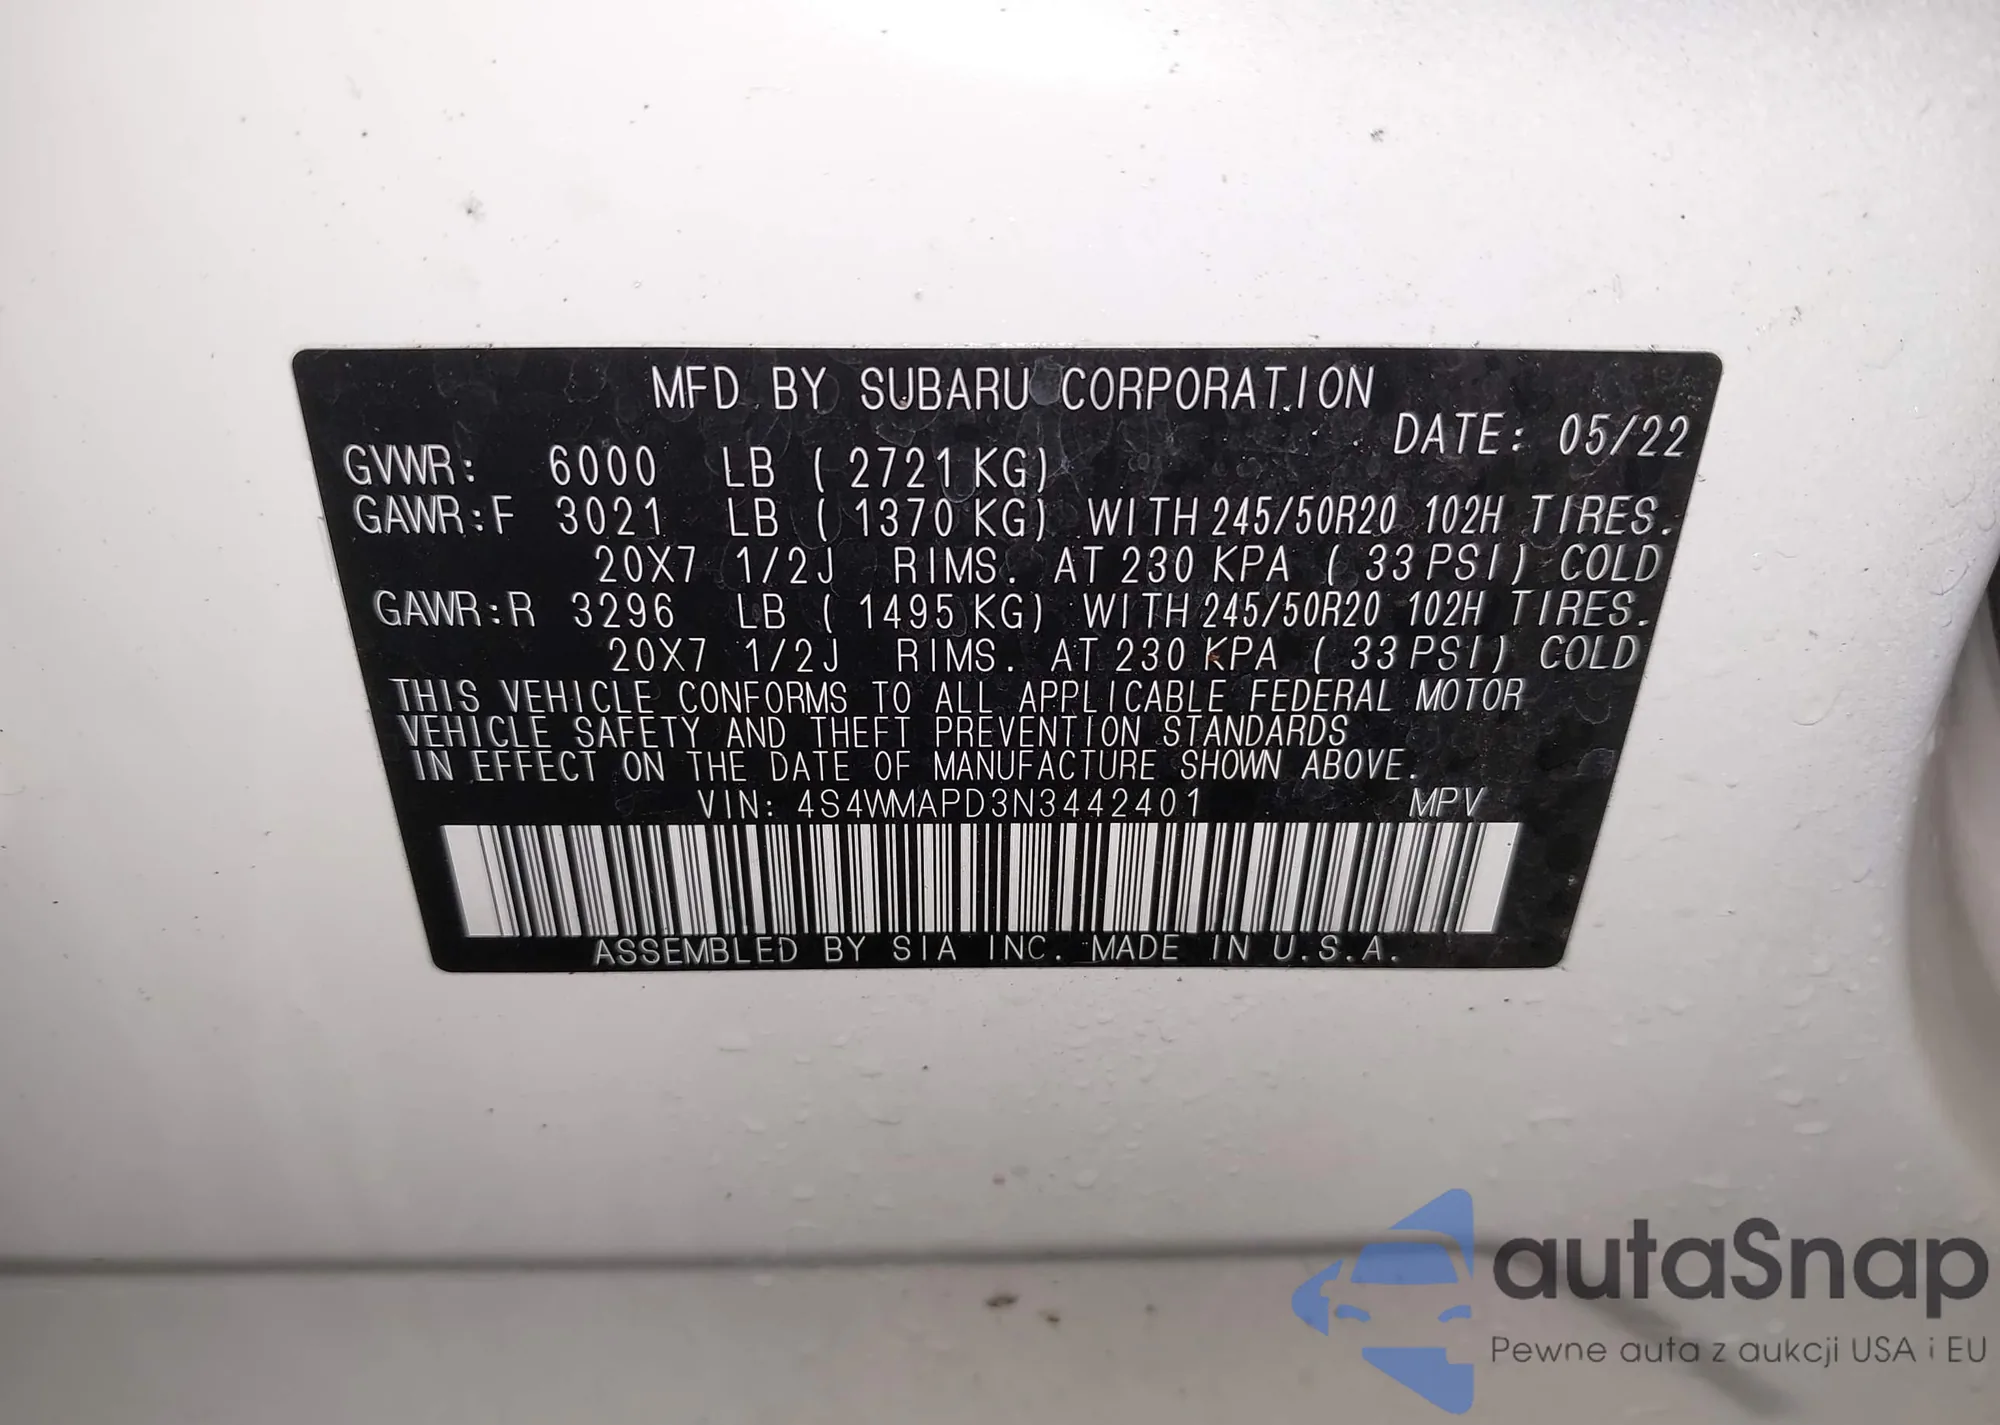 MFD BY SUBARU CORPORATION
DATE: 05/22
GVWR: 6000 LB ( 2721 KG)
GAWR:F 3021 LB ( 1370 KG) WITH 245/50R20 102H TIRES.
20X7 1/2J RIMS. AT 230 KPA ( 33 PSI) COLD
GAWR:R 3296 LB ( 1495 KG) WITH 245/50R20 102H TIRES.
20X7 1/2J RIMS. AT 230 KPA ( 33 PSI) COLD
THIS VEHICLE CONFORMS TO ALL APPLICABLE FEDERAL MOTOR
VEHICLE SAFETY AND THEFT PREVENTION STANDARDS
IN EFFECT ON THE DATE OF MANUFACTURE SHOWN ABOVE.
VIN: 4S4WMAPD3N3442401 MPV
ASSEMBLED BY SIA INC. MADE IN U.S.A.
autaSnap
Pewne auta z aukcji USA i EU